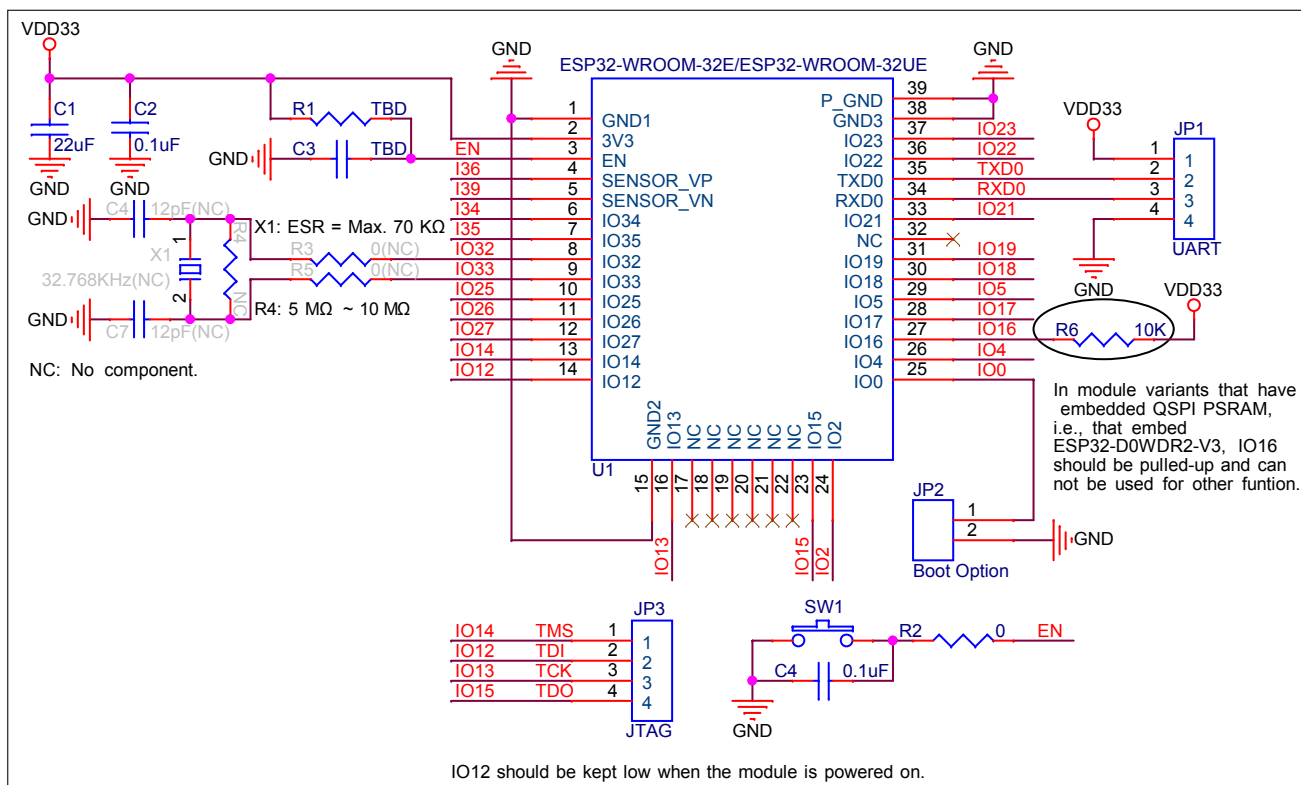 VDD33
C1
22uF
GND
C2
0.1uF
GND
R1 TBD
GND C3 TBD
GND C4 12pF(NC)
X1
1
2
32.768KHz(NC)
R4
NC
GND C7 12pF(NC)
X1: ESR = Max. 70 KΩ
R3 0(NC)
R5 0(NC)
R4: 5 MΩ ~ 10 MΩ
NC: No component.
GND
ESP32-WROOM-32E/ESP32-WROOM-32UE
GND
1 GND1
2 3V3
EN 3 EN
I36 4 SENSOR_VP
I39 5 SENSOR_VN
I34 6 IO34
I35 7 IO35
IO32 8 IO32
IO33 9 IO33
IO25 10 IO25
IO26 11 IO26
IO27 12 IO27
IO14 13 IO14
IO12 14 IO12
P_GND 39
GND3 38
IO23 37 IO23
IO22 36 IO22
TXD0 35 TXD0
RXD0 34 RXD0
IO21 33 IO21
NC 32
IO19 31 IO19
IO18 30 IO18
IO5 29 IO5
IO17 28 IO17
IO16 27 IO16
IO4 26 IO4
IO0 25 IO0
GND2 15
IO13 16 IO13
NC 17
NC 18
NC 19
NC 20
NC 21
NC 22
IO15 23 IO15
IO2 24 IO2
U1
VDD33
JP1
1 1
2 2
3 3
4 4
UART
GND
VDD33
R6 10K
In module variants that have
embedded QSPI PSRAM,
i.e., that embed
ESP32-D0WDR2-V3, IO16
should be pulled-up and can
not be used for other funtion.
JP2
1
2
GND
Boot Option
JP3
IO14 TMS 1 1
IO12 TDI 2 2
IO13 TCK 3 3
IO15 TDO 4 4
JTAG
SW1
R2 0 EN
C4 0.1uF
GND
IO12 should be kept low when the module is powered on.